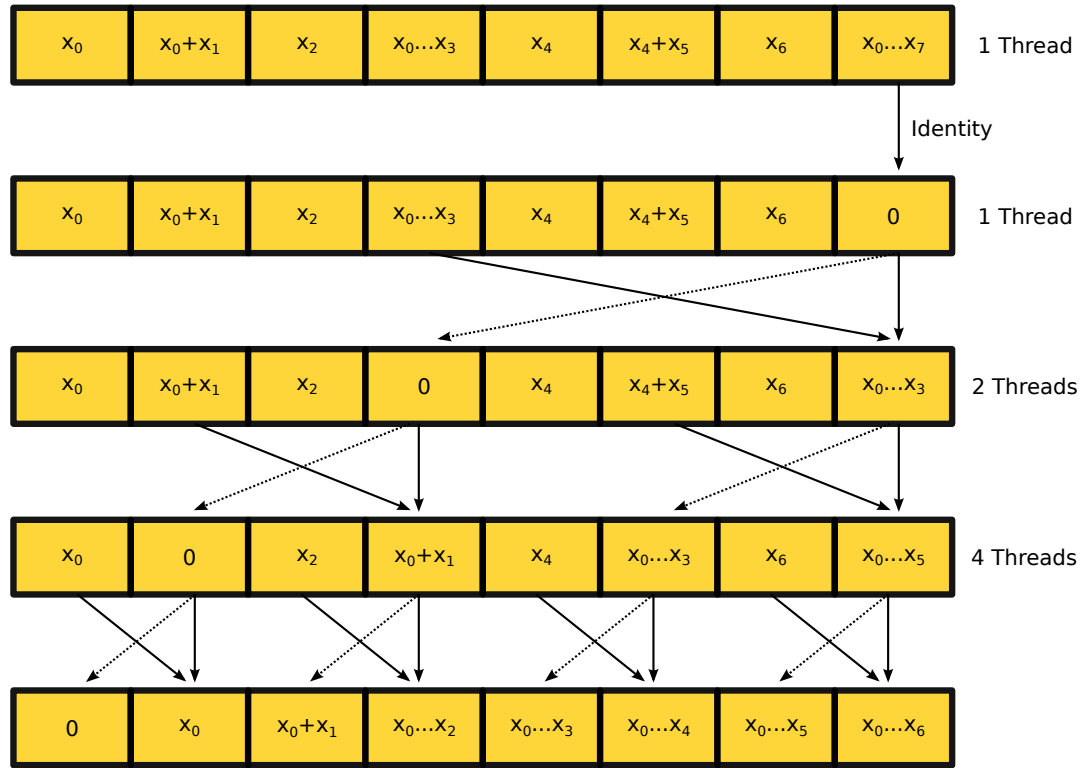 x₀ x₀+x₁ x₂ x₀...x₃ x₄ x₄+x₅ x₆ x₀...x₇ 1 Thread
Identity
x₀ x₀+x₁ x₂ x₀...x₃ x₄ x₄+x₅ x₆ 0 1 Thread
x₀ x₀+x₁ x₂ 0 x₄ x₄+x₅ x₆ x₀...x₃ 2 Threads
x₀ 0 x₂ x₀+x₁ x₄ x₀...x₃ x₆ x₀...x₅ 4 Threads
0 x₀ x₀+x₁ x₀...x₂ x₀...x₃ x₀...x₄ x₀...x₅ x₀...x₆